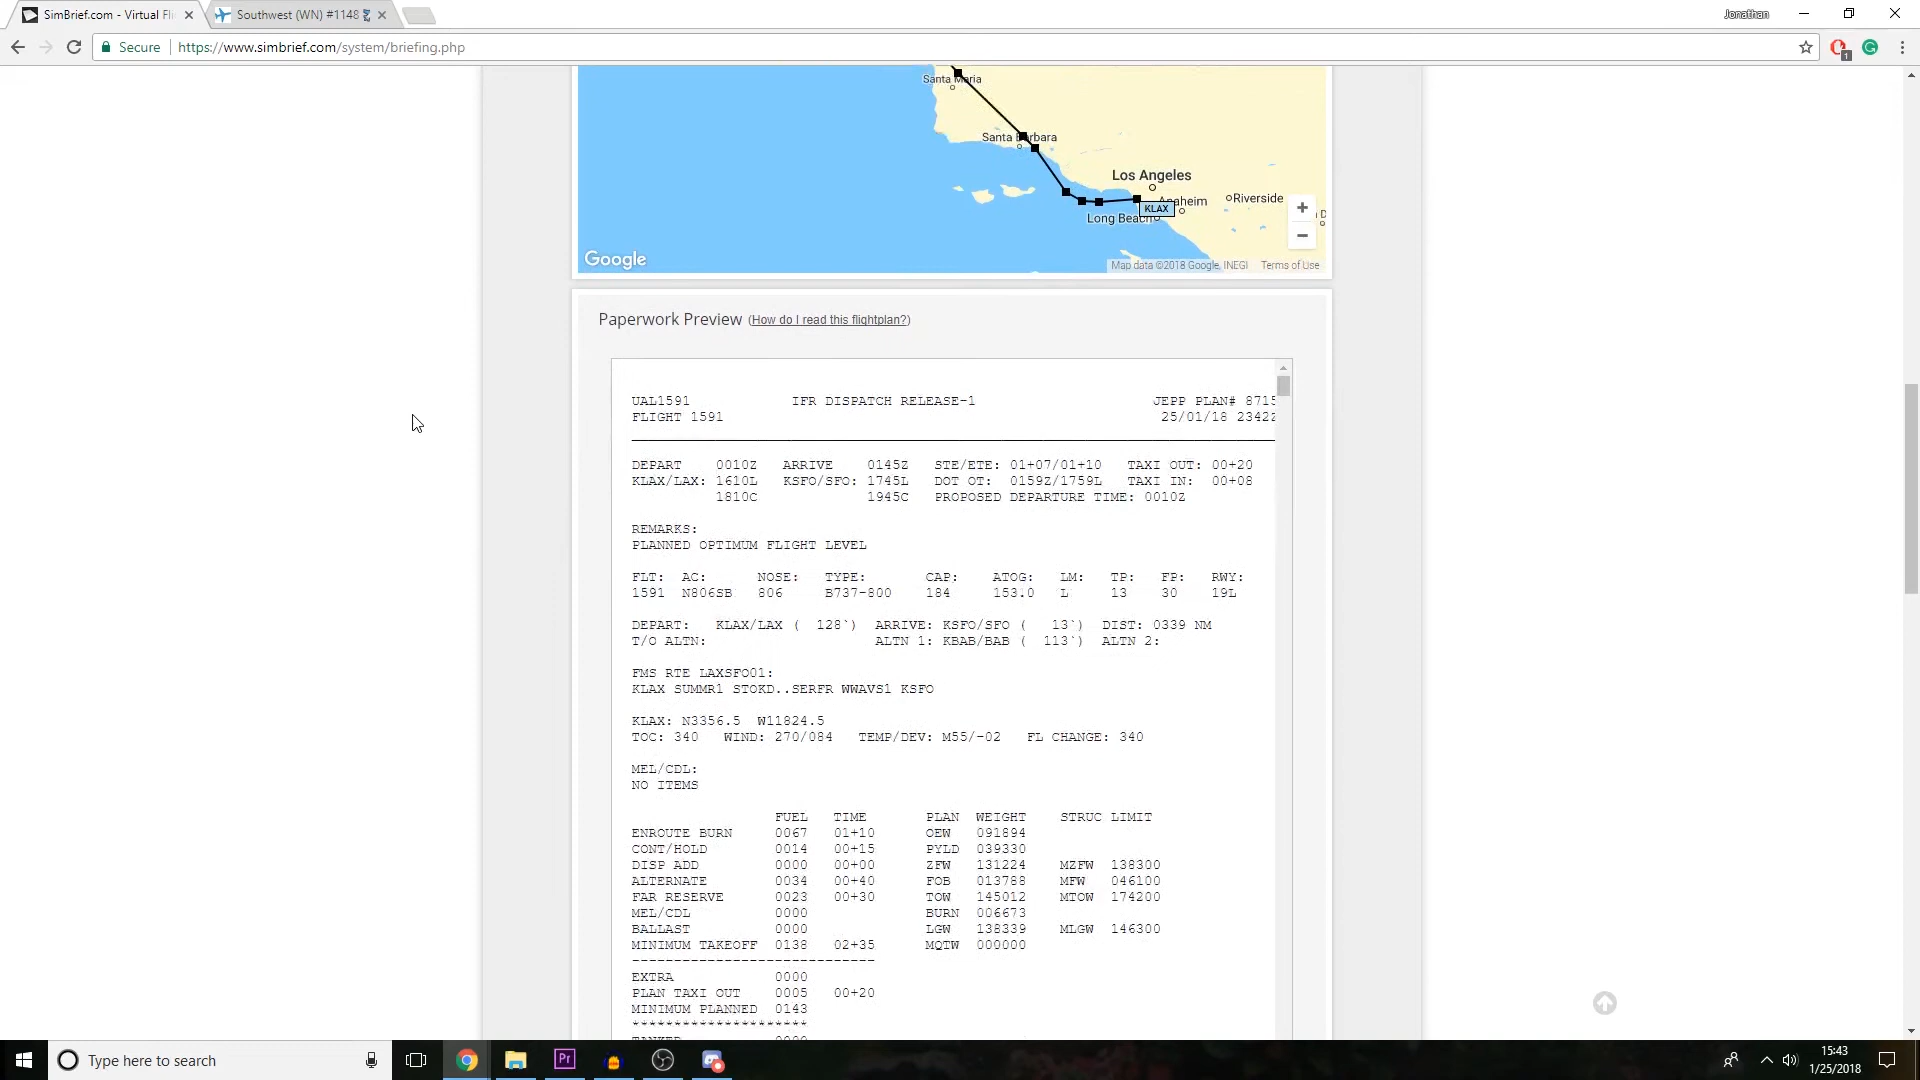 SimBrief.com - Virtual Fli
Southwest (WN) #1148
Jonathan
Secure
https://www.simbrief.com/system/briefing.php
Santa Maria
Santa Barbara
Los Angeles
Anaheim
Riverside
KLAX
Long Beach
+
−
Google
Map data ©2018 Google, INEGI Terms of Use
Paperwork Preview (How do I read this flightplan?)
UAL1591 IFR DISPATCH RELEASE-1 JEPP PLAN# 8715
FLIGHT 1591 25/01/18 2342Z
DEPART 0010Z ARRIVE 0145Z STE/ETE: 01+07/01+10 TAXI OUT: 00+20
KLAX/LAX: 1610L KSFO/SFO: 1745L DOT OT: 0159Z/1759L TAXI IN: 00+08
1810C 1945C PROPOSED DEPARTURE TIME: 0010Z
REMARKS:
PLANNED OPTIMUM FLIGHT LEVEL
FLT: AC: NOSE: TYPE: CAP: ATOG: LM: TP: FP: RWY:
1591 N806SB 806 B737-800 184 153.0 L 13 30 19L
DEPART: KLAX/LAX ( 128`) ARRIVE: KSFO/SFO ( 13`) DIST: 0339 NM
T/O ALTN: ALTN 1: KBAB/BAB ( 113`) ALTN 2:
FMS RTE LAXSFO01:
KLAX SUMMR1 STOKD..SERFR WWAVS1 KSFO
KLAX: N3356.5 W11824.5
TOC: 340 WIND: 270/084 TEMP/DEV: M55/-02 FL CHANGE: 340
MEL/CDL:
NO ITEMS
FUEL TIME PLAN WEIGHT STRUC LIMIT
ENROUTE BURN 0067 01+10 OEW 091894
CONT/HOLD 0014 00+15 PYLD 039330
DISP ADD 0000 00+00 ZFW 131224 MZFW 138300
ALTERNATE 0034 00+40 FOB 013788 MFW 046100
FAR RESERVE 0023 00+30 TOW 145012 MTOW 174200
MEL/CDL 0000 BURN 006673
BALLAST 0000 LGW 138339 MLGW 146300
MINIMUM TAKEOFF 0138 02+35 MQTW 000000
----------------------------
EXTRA 0000
PLAN TAXI OUT 0005 00+20
MINIMUM PLANNED 0143
*********************
Type here to search
15:43
1/25/2018